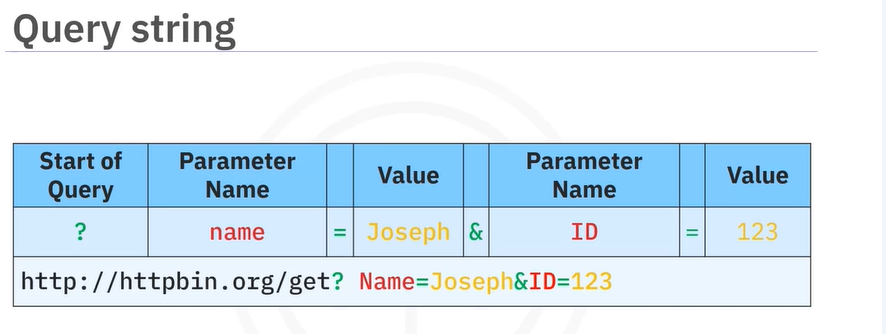 Query string
Start of Query Parameter Name Value Parameter Name Value
? name = Joseph & ID = 123
http://httpbin.org/get? Name=Joseph&ID=123